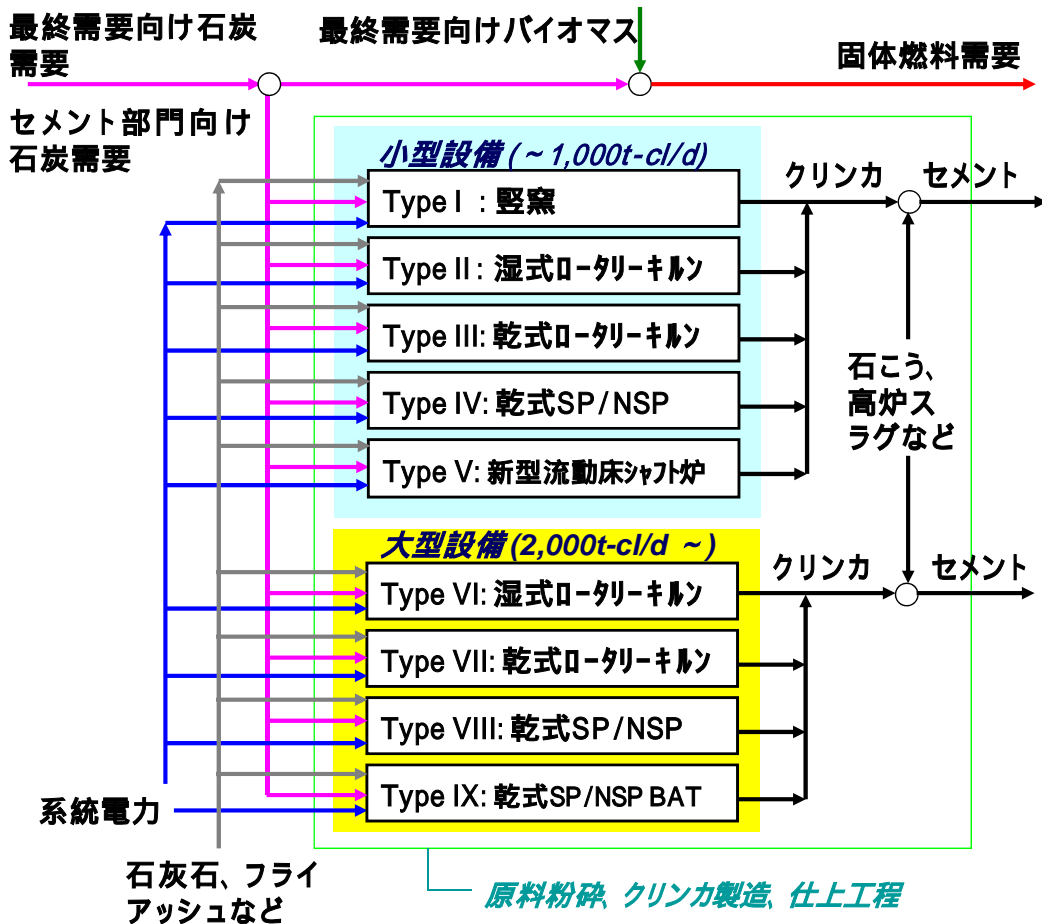 最終需要向け石炭
需要
最終需要向けバイオマス
固体燃料需要
セメント部門向け
石炭需要
小型設備 (~1,000t-cl/d)
Type I : 竪窯
Type II : 湿式ロータリーキルン
Type III: 乾式ロータリーキルン
Type IV: 乾式SP/NSP
Type V: 新型流動床シャフト炉
クリンカ
セメント
石こう、
高炉ス
ラグなど
大型設備 (2,000t-cl/d ~)
Type VI: 湿式ロータリーキルン
Type VII: 乾式ロータリーキルン
Type VIII: 乾式SP/NSP
Type IX: 乾式SP/NSP BAT
クリンカ
セメント
系統電力
石灰石、フライ
アッシュなど
原料粉砕、クリンカ製造、仕上工程